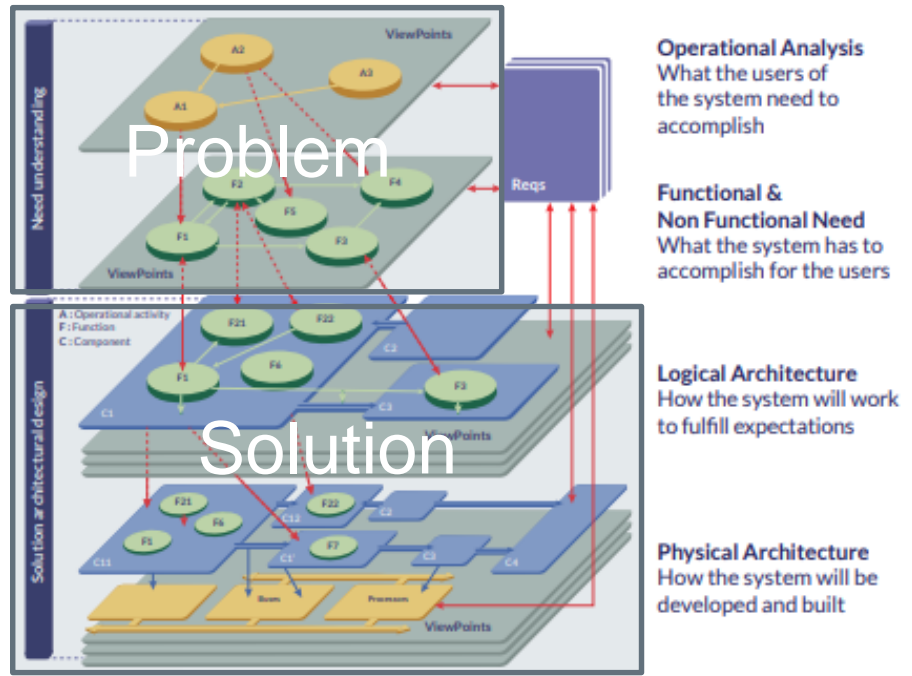 Need understanding
ViewPoints
A2
A3
A1
Problem
F2
F4
F5
F1
F3
ViewPoints
Reqs
Operational Analysis
What the users of
the system need to
accomplish
Functional &
Non Functional Need
What the system has to
accomplish for the users
Solution architectural design
A : Operational activity
F : Function
C : Component
F21
F22
C2
F6
F1
F3
C1
C3
ViewPoints
Solution
Logical Architecture
How the system will work
to fulfill expectations
F21
F22
C2
C12
F6
F1
F7
C3
C11
C1'
C4
Buses
Processors
ViewPoints
Physical Architecture
How the system will be
developed and built